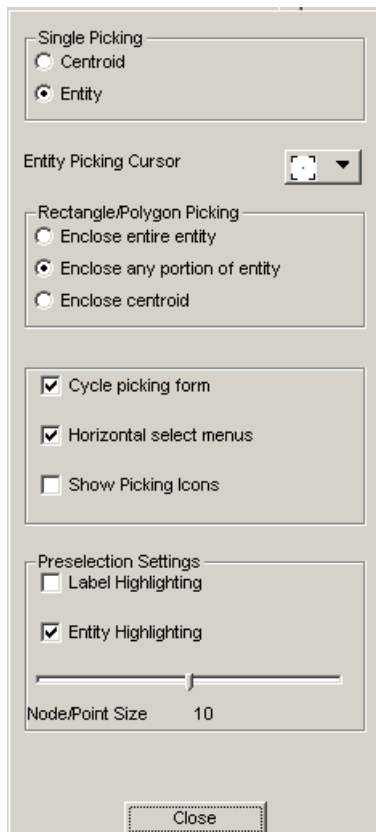 Single Picking
Centroid
Entity
Entity Picking Cursor
Rectangle/Polygon Picking
Enclose entire entity
Enclose any portion of entity
Enclose centroid
Cycle picking form
Horizontal select menus
Show Picking Icons
Preselection Settings
Label Highlighting
Entity Highlighting
Node/Point Size 10
Close